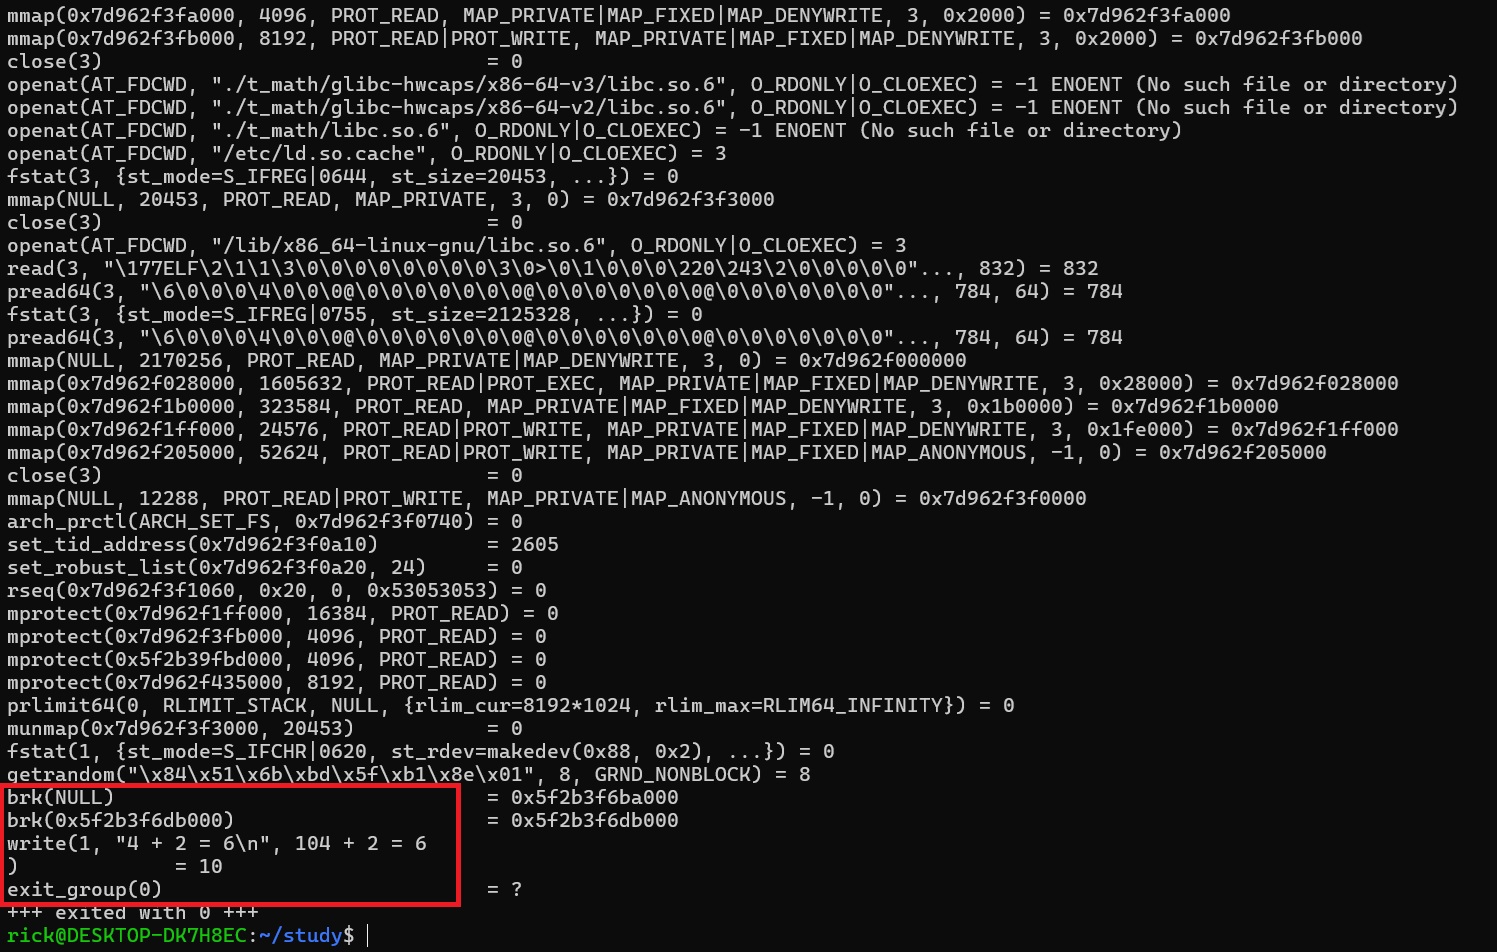 mmap(0x7d962f3fa000, 4096, PROT_READ, MAP_PRIVATE|MAP_FIXED|MAP_DENYWRITE, 3, 0x2000) = 0x7d962f3fa000
mmap(0x7d962f3fb000, 8192, PROT_READ|PROT_WRITE, MAP_PRIVATE|MAP_FIXED|MAP_DENYWRITE, 3, 0x2000) = 0x7d962f3fb000
close(3)                                = 0
openat(AT_FDCWD, "./t_math/glibc-hwcaps/x86-64-v3/libc.so.6", O_RDONLY|O_CLOEXEC) = -1 ENOENT (No such file or directory)
openat(AT_FDCWD, "./t_math/glibc-hwcaps/x86-64-v2/libc.so.6", O_RDONLY|O_CLOEXEC) = -1 ENOENT (No such file or directory)
openat(AT_FDCWD, "./t_math/libc.so.6", O_RDONLY|O_CLOEXEC) = -1 ENOENT (No such file or directory)
openat(AT_FDCWD, "/etc/ld.so.cache", O_RDONLY|O_CLOEXEC) = 3
fstat(3, {st_mode=S_IFREG|0644, st_size=20453, ...}) = 0
mmap(NULL, 20453, PROT_READ, MAP_PRIVATE, 3, 0) = 0x7d962f3f3000
close(3)                                = 0
openat(AT_FDCWD, "/lib/x86_64-linux-gnu/libc.so.6", O_RDONLY|O_CLOEXEC) = 3
read(3, "\177ELF\2\1\1\3\0\0\0\0\0\0\0\0\3\0>\0\1\0\0\0\220\243\2\0\0\0\0\0"..., 832) = 832
pread64(3, "\6\0\0\0\4\0\0\0@\0\0\0\0\0\0\0@\0\0\0\0\0\0\0@\0\0\0\0\0\0\0"..., 784, 64) = 784
fstat(3, {st_mode=S_IFREG|0755, st_size=2125328, ...}) = 0
pread64(3, "\6\0\0\0\4\0\0\0@\0\0\0\0\0\0\0@\0\0\0\0\0\0\0@\0\0\0\0\0\0\0"..., 784, 64) = 784
mmap(NULL, 2170256, PROT_READ, MAP_PRIVATE|MAP_DENYWRITE, 3, 0) = 0x7d962f000000
mmap(0x7d962f028000, 1605632, PROT_READ|PROT_EXEC, MAP_PRIVATE|MAP_FIXED|MAP_DENYWRITE, 3, 0x28000) = 0x7d962f028000
mmap(0x7d962f1b0000, 323584, PROT_READ, MAP_PRIVATE|MAP_FIXED|MAP_DENYWRITE, 3, 0x1b0000) = 0x7d962f1b0000
mmap(0x7d962f1ff000, 24576, PROT_READ|PROT_WRITE, MAP_PRIVATE|MAP_FIXED|MAP_DENYWRITE, 3, 0x1fe000) = 0x7d962f1ff000
mmap(0x7d962f205000, 52624, PROT_READ|PROT_WRITE, MAP_PRIVATE|MAP_FIXED|MAP_ANONYMOUS, -1, 0) = 0x7d962f205000
close(3)                                = 0
mmap(NULL, 12288, PROT_READ|PROT_WRITE, MAP_PRIVATE|MAP_ANONYMOUS, -1, 0) = 0x7d962f3f0000
arch_prctl(ARCH_SET_FS, 0x7d962f3f0740) = 0
set_tid_address(0x7d962f3f0a10)         = 2605
set_robust_list(0x7d962f3f0a20, 24)     = 0
rseq(0x7d962f3f1060, 0x20, 0, 0x53053053) = 0
mprotect(0x7d962f1ff000, 16384, PROT_READ) = 0
mprotect(0x7d962f3fb000, 4096, PROT_READ) = 0
mprotect(0x5f2b39fbd000, 4096, PROT_READ) = 0
mprotect(0x7d962f435000, 8192, PROT_READ) = 0
prlimit64(0, RLIMIT_STACK, NULL, {rlim_cur=8192*1024, rlim_max=RLIM64_INFINITY}) = 0
munmap(0x7d962f3f3000, 20453)           = 0
fstat(1, {st_mode=S_IFCHR|0620, st_rdev=makedev(0x88, 0x2), ...}) = 0
getrandom("\x84\x51\x6b\xbd\x5f\xb1\x8e\x01", 8, GRND_NONBLOCK) = 8
brk(NULL)                               = 0x5f2b3f6ba000
brk(0x5f2b3f6db000)                     = 0x5f2b3f6db000
write(1, "4 + 2 = 6\n", 104 + 2 = 6
)             = 10
exit_group(0)                           = ?
+++ exited with 0 +++
rick@DESKTOP-DK7H8EC:~/study$